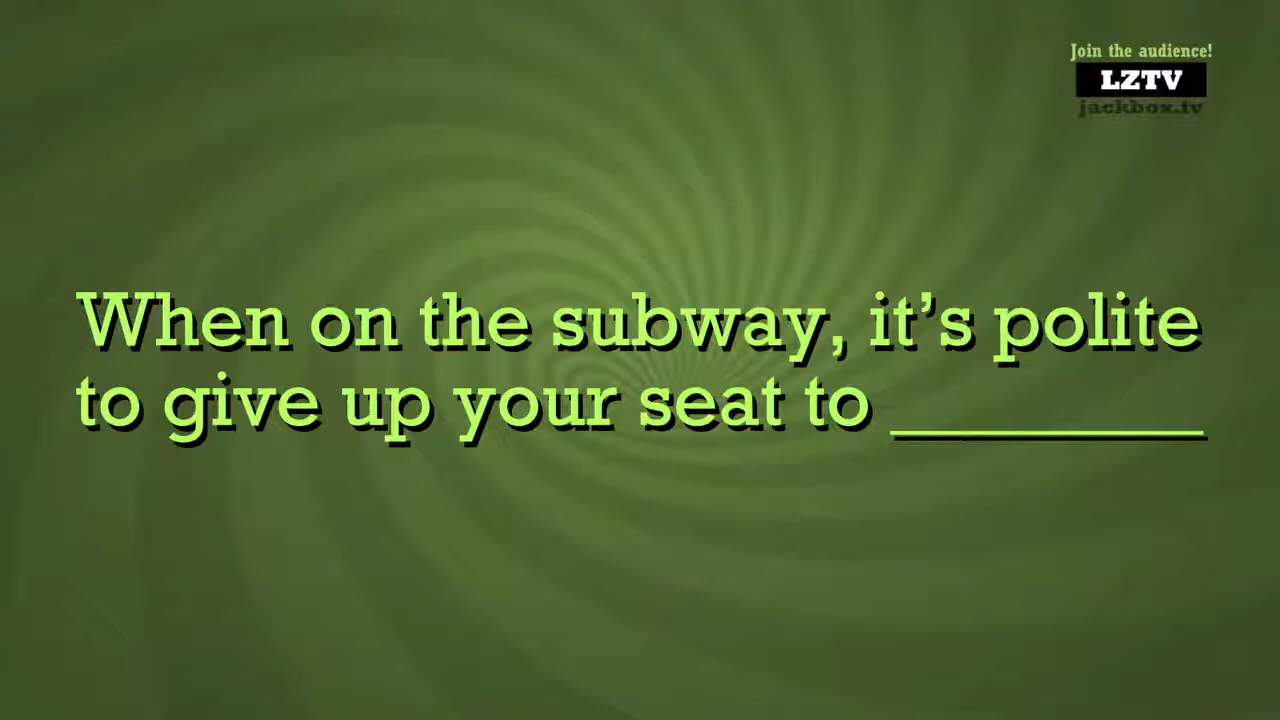 Join the audience!
LZTV
jackbox.tv
When on the subway, it’s polite
to give up your seat to ________